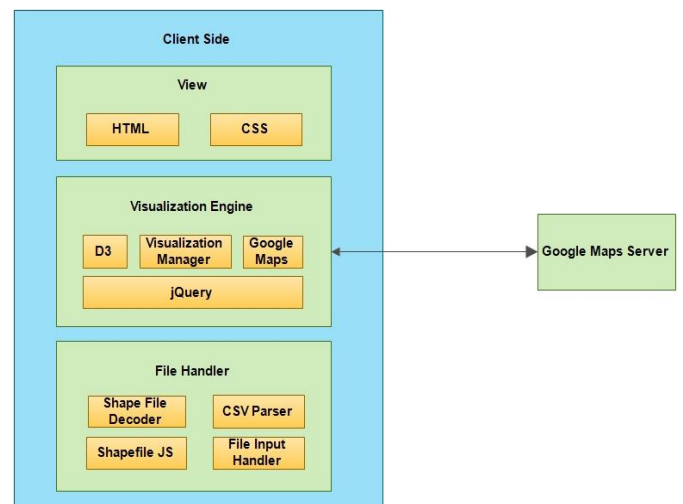 Client Side
View
HTML
CSS
Visualization Engine
D3
Visualization
Manager
Google
Maps
jQuery
Google Maps Server
File Handler
Shape File
Decoder
CSV Parser
Shapefile JS
File Input
Handler